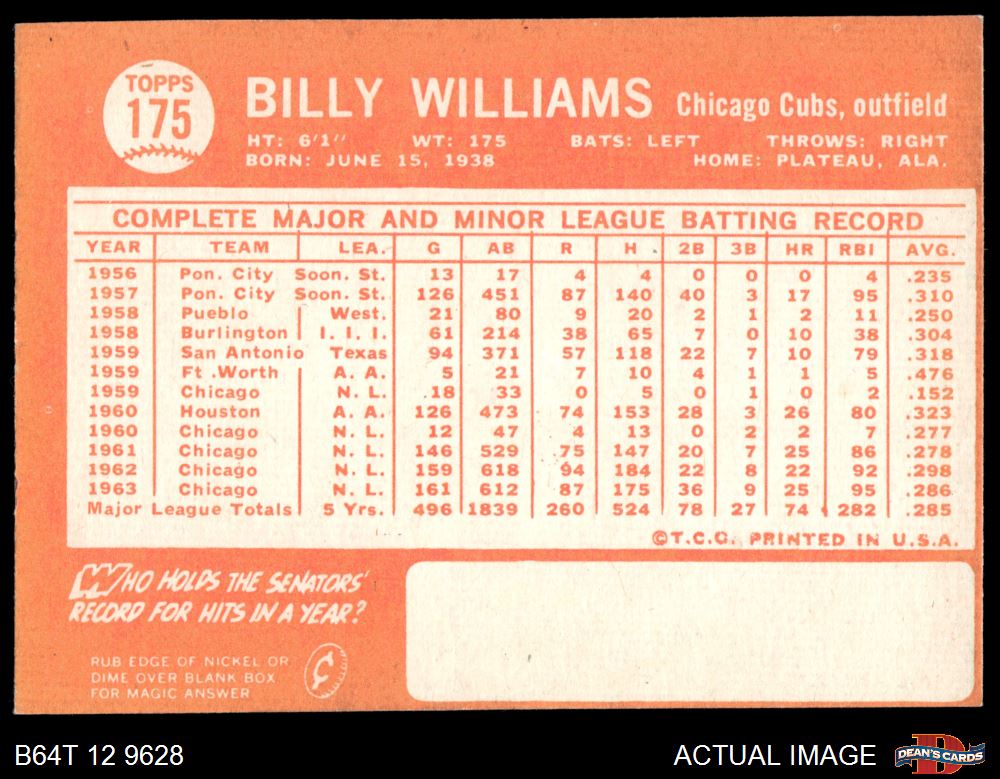 TOPPS
175
BILLY WILLIAMS Chicago Cubs, outfield
HT: 6'1'' WT: 175 BATS: LEFT THROWS: RIGHT
BORN: JUNE 15, 1938 HOME: PLATEAU, ALA.
COMPLETE MAJOR AND MINOR LEAGUE BATTING RECORD
YEAR TEAM LEA. G AB R H 2B 3B HR RBI AVG.
1956 Pon. City Soon. St. 13 17 4 4 0 0 0 4 .235
1957 Pon. City Soon. St. 126 451 87 140 40 3 17 95 .310
1958 Pueblo West. 21 80 9 20 2 1 2 11 .250
1958 Burlington I. I. I. 61 214 38 65 7 0 10 38 .304
1959 San Antonio Texas 94 371 57 118 22 7 10 79 .318
1959 Ft .Worth A. A. 5 21 7 10 4 1 1 5 .476
1959 Chicago N. L. .18 33 0 5 0 1 0 2 .152
1960 Houston A. A. 126 473 74 153 28 3 26 80 .323
1960 Chicago N. L. 12 47 4 13 0 2 2 7 .277
1961 Chicago N. L. 146 529 75 147 20 7 25 86 .278
1962 Chicago N. L. 159 618 94 184 22 8 22 92 .298
1963 Chicago N. L. 161 612 87 175 36 9 25 95 .286
Major League Totals 5 Yrs. 496 1839 260 524 78 27 74 282 .285
©T.C.G. PRINTED IN U.S.A.
WHO HOLDS THE SENATORS'
RECORD FOR HITS IN A YEAR?
RUB EDGE OF NICKEL OR
DIME OVER BLANK BOX
FOR MAGIC ANSWER
B64T 12 9628 ACTUAL IMAGE
D
DEAN'S CARDS